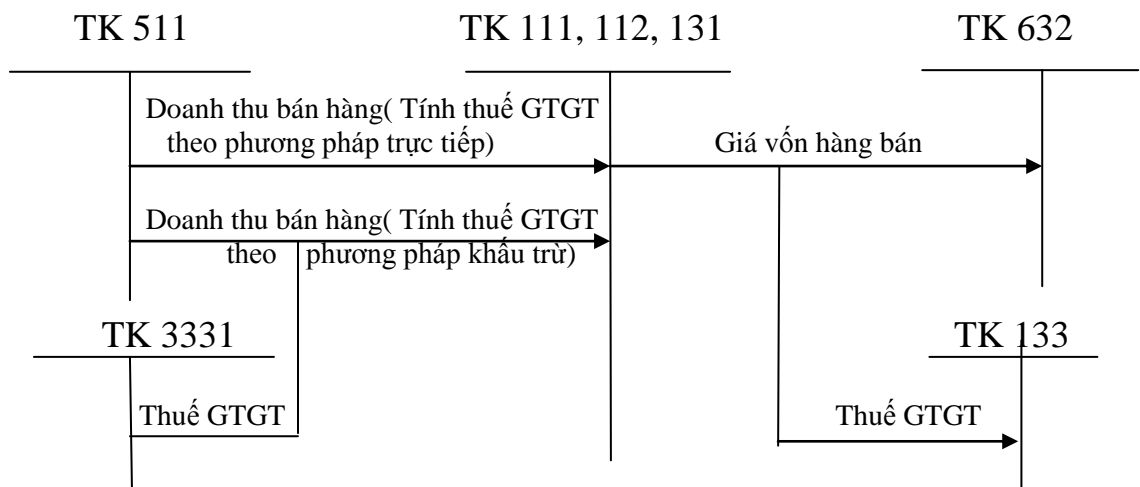 TK 511
TK 111, 112, 131
TK 632
Doanh thu bán hàng( Tính thuế GTGT
theo phương pháp trực tiếp)
Giá vốn hàng bán
Doanh thu bán hàng( Tính thuế GTGT
theo phương pháp khấu trừ)
TK 3331
TK 133
Thuế GTGT
Thuế GTGT